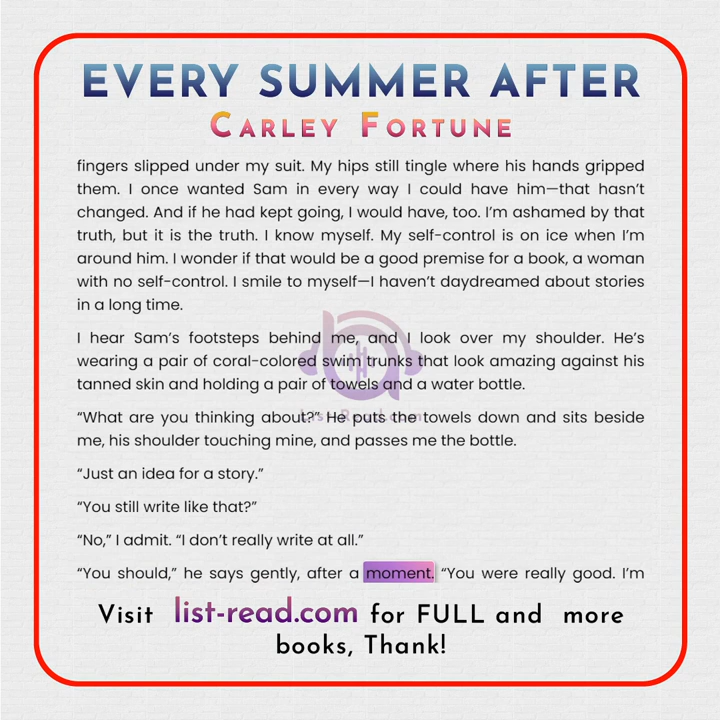 EVERY SUMMER AFTER
CARLEY FORTUNE
fingers slipped under my suit. My hips still tingle where his hands gripped
them. I once wanted Sam in every way I could have him—that hasn’t
changed. And if he had kept going, I would have, too. I’m ashamed by that
truth, but it is the truth. I know myself. My self-control is on ice when I’m
around him. I wonder if that would be a good premise for a book, a woman
with no self-control. I smile to myself—I haven’t daydreamed about stories
in a long time.
I hear Sam’s footsteps behind me, and I look over my shoulder. He’s
wearing a pair of coral-colored swim trunks that look amazing against his
tanned skin and holding a pair of towels and a water bottle.
“What are you thinking about?” He puts the towels down and sits beside
me, his shoulder touching mine, and passes me the bottle.
“Just an idea for a story.”
“You still write like that?”
“No,” I admit. “I don’t really write at all.”
“You should,” he says gently, after a moment. “You were really good. I’m
Visit list-read.com for FULL and more
books, Thank!